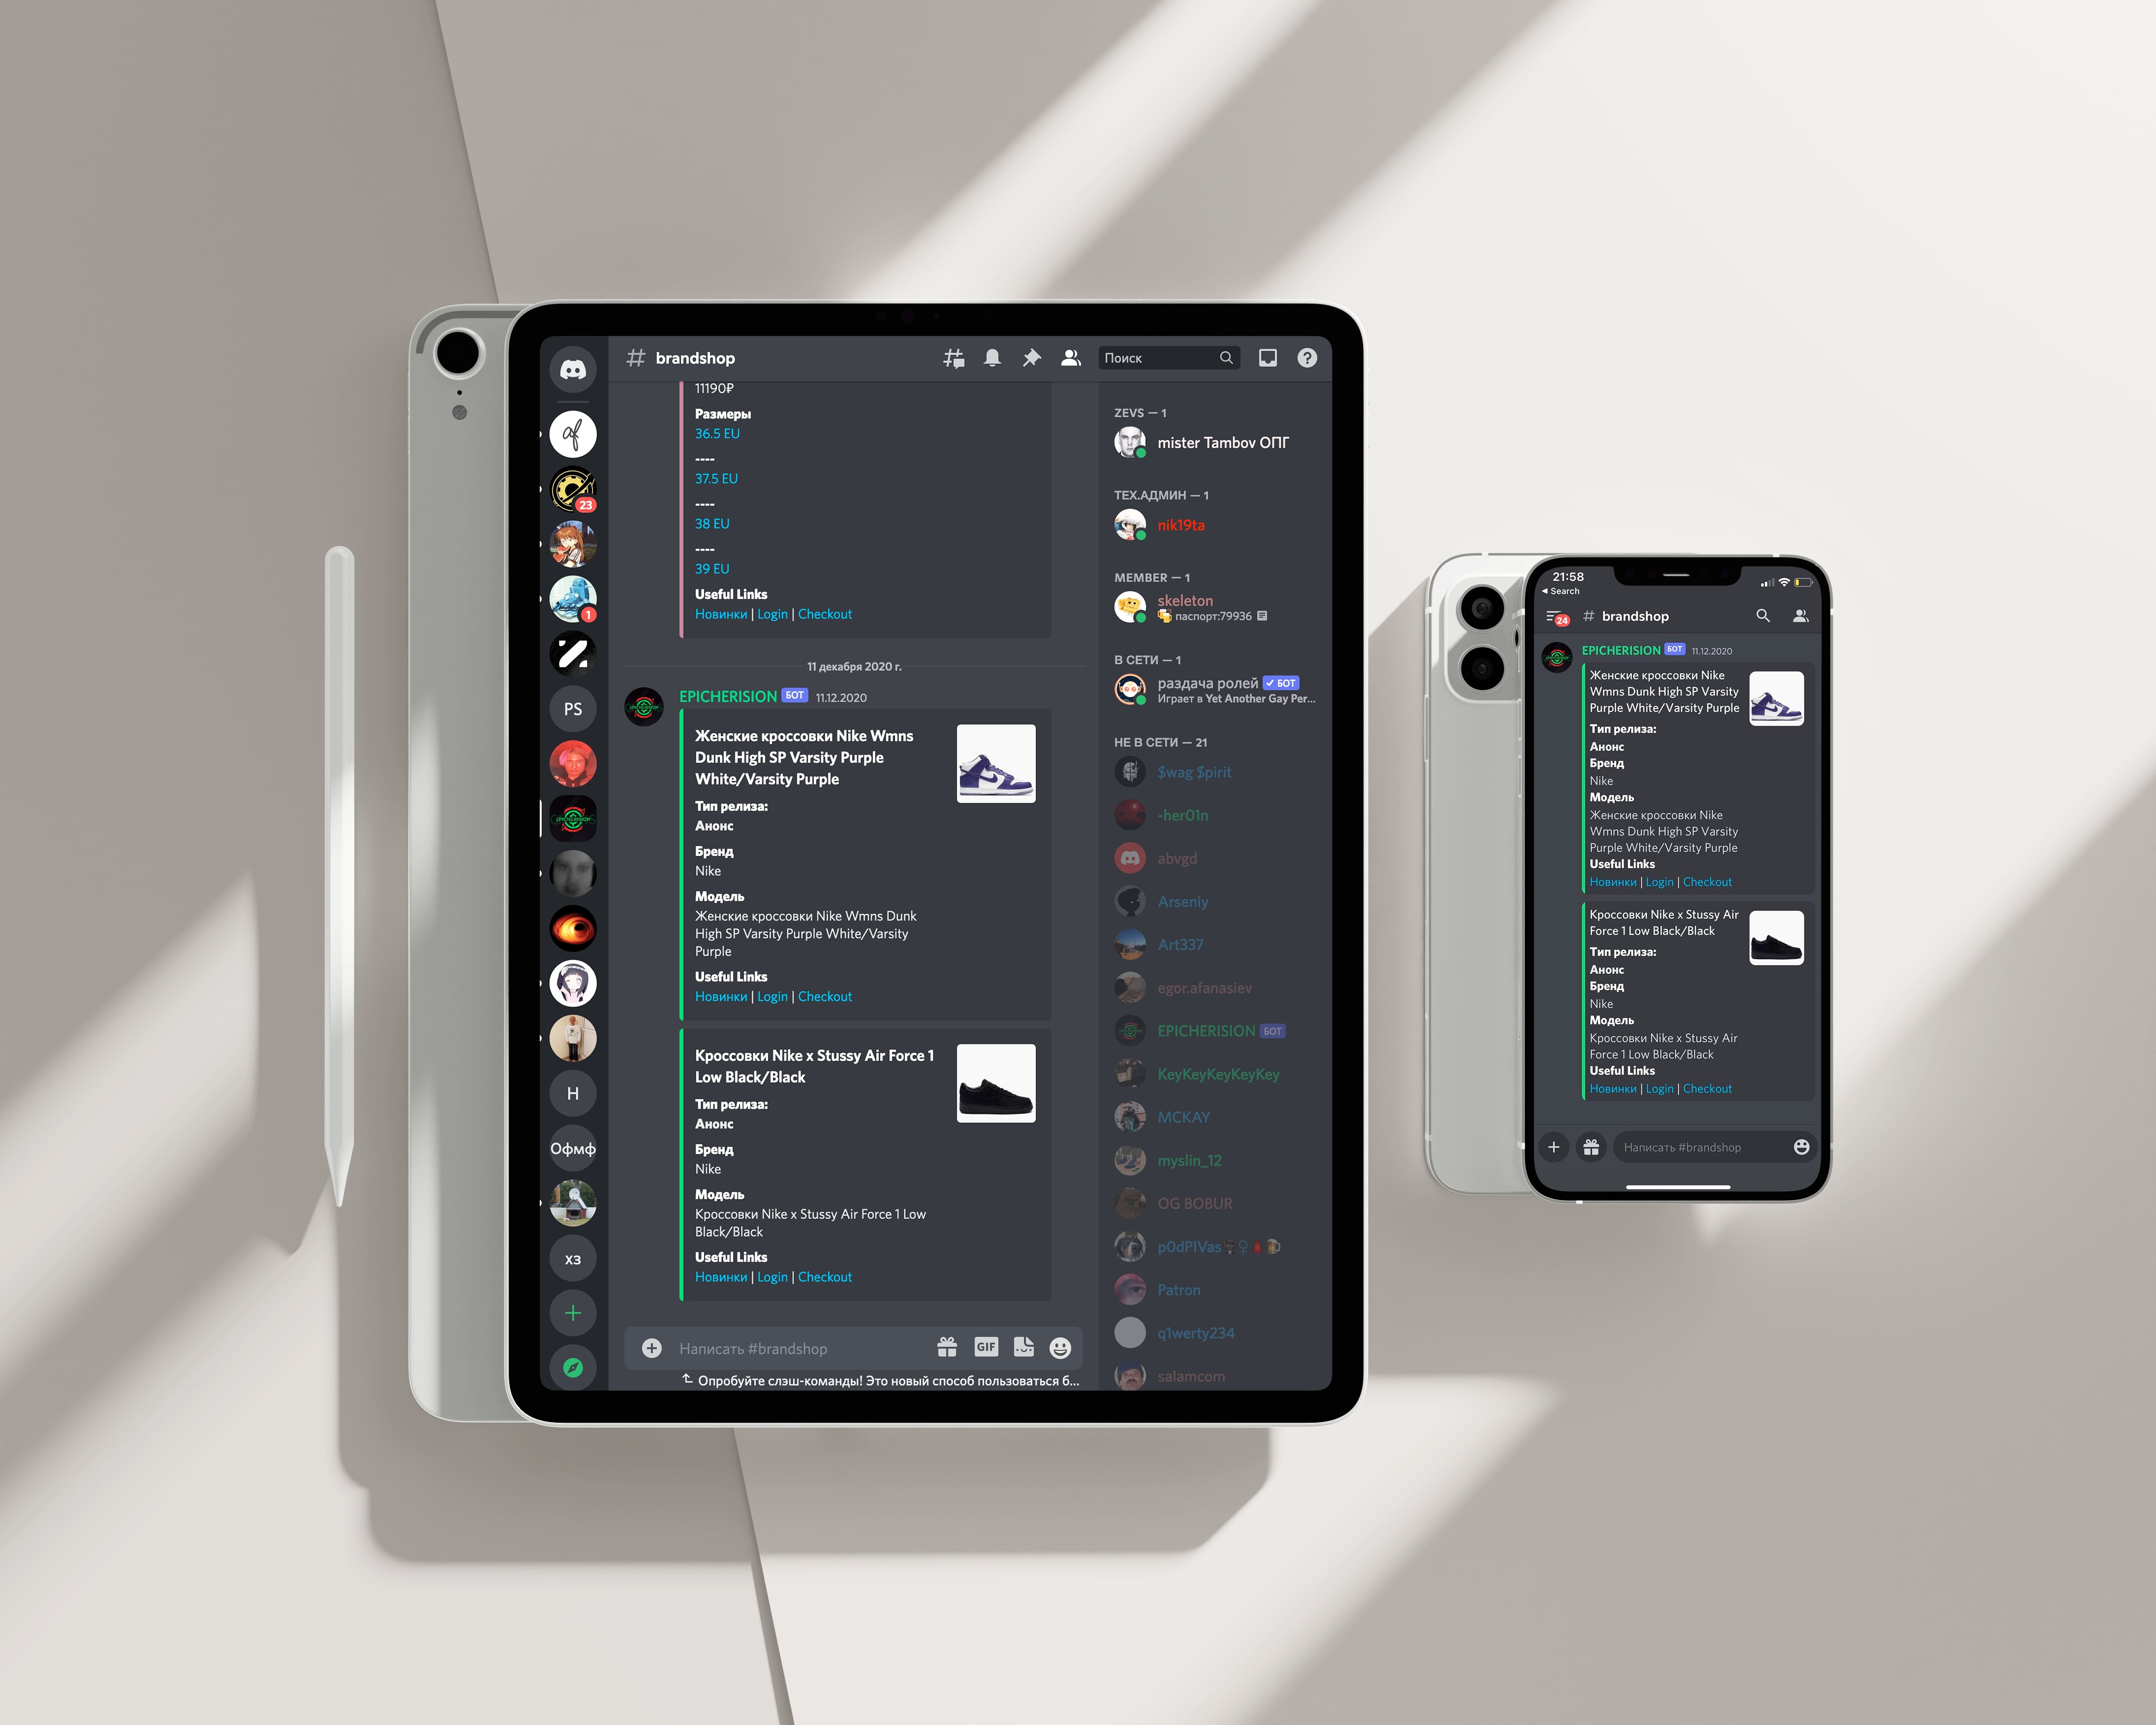 # brandshop
Поиск
?
11190₽
Размеры
36.5 EU
----
37.5 EU
----
38 EU
----
39 EU
Useful Links
Новинки | Login | Checkout
11 декабря 2020 г.
EPICHERISION БОТ 11.12.2020
Женские кроссовки Nike Wmns
Dunk High SP Varsity Purple
White/Varsity Purple
Тип релиза:
Анонс
Бренд
Nike
Модель
Женские кроссовки Nike Wmns Dunk
High SP Varsity Purple White/Varsity
Purple
Useful Links
Новинки | Login | Checkout
Кроссовки Nike x Stussy Air Force 1
Low Black/Black
Тип релиза:
Анонс
Бренд
Nike
Модель
Кроссовки Nike x Stussy Air Force 1 Low
Black/Black
Useful Links
Новинки | Login | Checkout
Написать #brandshop
GIF
Опробуйте слэш-команды! Это новый способ пользоваться б...
af
23
1
PS
H
Офмф
хз
ZEVS — 1
mister Tambov ОПГ
ТЕХ.АДМИН — 1
nik19ta
MEMBER — 1
skeleton
паспорт:79936
В СЕТИ — 1
раздача ролей БОТ
Играет в Yet Another Gay Per...
НЕ В СЕТИ — 21
$wag $pirit
-her01n
abvgd
Arseniy
Art337
egor.afanasiev
EPICHERISION БОТ
KeyKeyKeyKeyKey
MCKAY
myslin_12
OG BOBUR
p0dPIVas
Patron
q1werty234
salamcom
21:58
Search
24
# brandshop
EPICHERISION БОТ 11.12.2020
Женские кроссовки Nike
Wmns Dunk High SP Varsity
Purple White/Varsity Purple
Тип релиза:
Анонс
Бренд
Nike
Модель
Женские кроссовки Nike
Wmns Dunk High SP Varsity
Purple White/Varsity Purple
Useful Links
Новинки | Login | Checkout
Кроссовки Nike x Stussy Air
Force 1 Low Black/Black
Тип релиза:
Анонс
Бренд
Nike
Модель
Кроссовки Nike x Stussy Air
Force 1 Low Black/Black
Useful Links
Новинки | Login | Checkout
Написать #brandshop